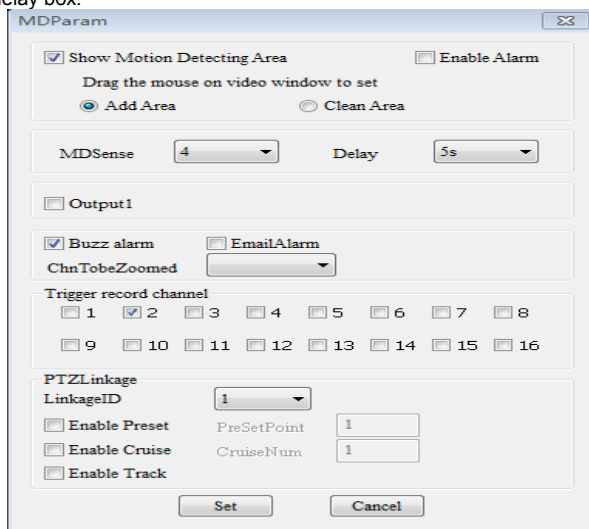 delay box.
MDParam
Show Motion Detecting Area Enable Alarm
Drag the mouse on video window to set
Add Area Clean Area
MDSense 4 Delay 5s
Output1
Buzz alarm EmailAlarm
ChnTobeZoomed
Trigger record channel
1 2 3 4 5 6 7 8
9 10 11 12 13 14 15 16
PTZLinkage
LinkageID 1
Enable Preset PreSetPoint 1
Enable Cruise CruiseNum 1
Enable Track
Set Cancel